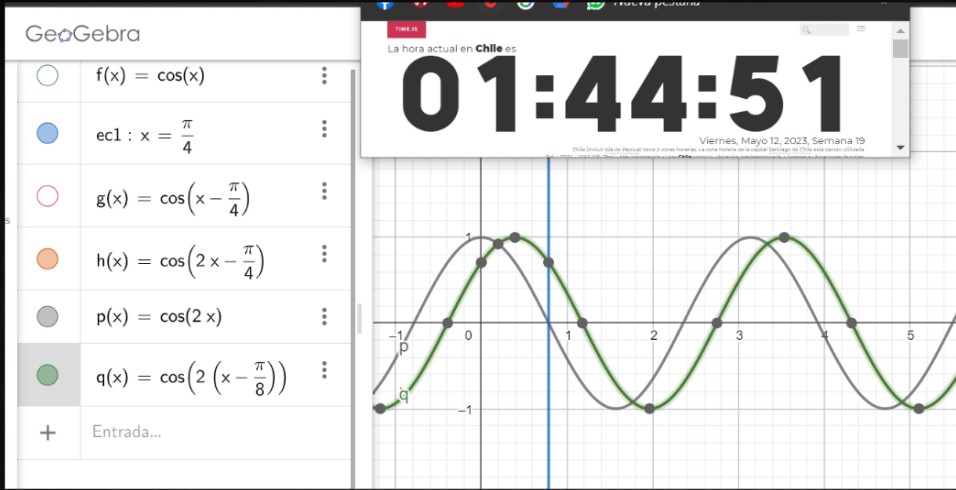 Nueva pestaña
GeoGebra
TIME.IS
La hora actual en Chile es
01:44:51
Viernes, Mayo 12, 2023, Semana 19
f(x) = cos(x)
ec1 : x = π/4
g(x) = cos(x − π/4)
h(x) = cos(2 x − π/4)
p(x) = cos(2 x)
q(x) = cos(2 (x − π/8))
+ Entrada...
s
1
−1 0 1 2 3 4 5
p
q
−1